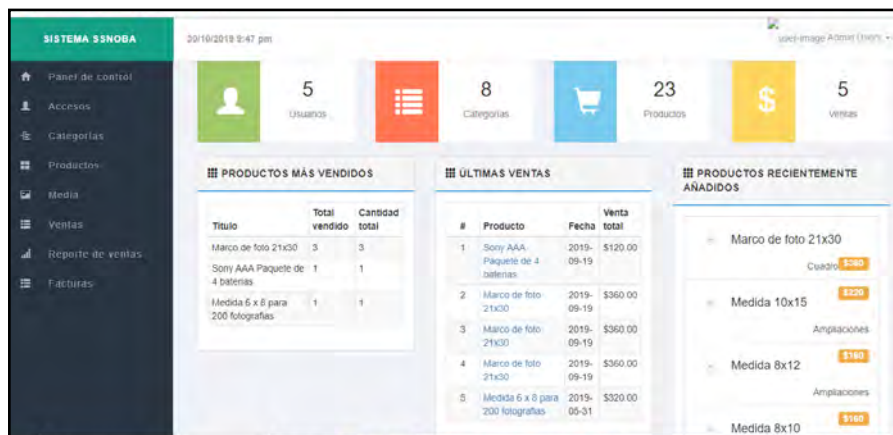 SISTEMA SSNOBA
20/10/2019 9:47 pm
user-image Admin Users
Panel de control
Accesos
Categorías
Productos
Media
Ventas
Reporte de ventas
Facturas
5
Usuarios
8
Categorías
23
Productos
5
Ventas
PRODUCTOS MÁS VENDIDOS
Título Total vendido Cantidad total
Marco de foto 21x30 3 3
Sony AAA Paquete de 1 1
4 baterias
Medida 6 x 8 para 1 1
200 fotografias
ÚLTIMAS VENTAS
# Producto Fecha Venta total
1 Sony AAA 2019- $120.00
Paquete de 4 09-19
baterias
2 Marco de foto 2019- $360.00
21x30 09-19
3 Marco de foto 2019- $360.00
21x30 09-19
4 Marco de foto 2019- $360.00
21x30 09-19
5 Medida 6 x 8 para 2019- $320.00
200 fotografias 05-31
PRODUCTOS RECIENTEMENTE
AÑADIDOS
Marco de foto 21x30
Cuadro $360
Medida 10x15 $220
Ampliaciones
Medida 8x12 $180
Ampliaciones
Medida 8x10 $160